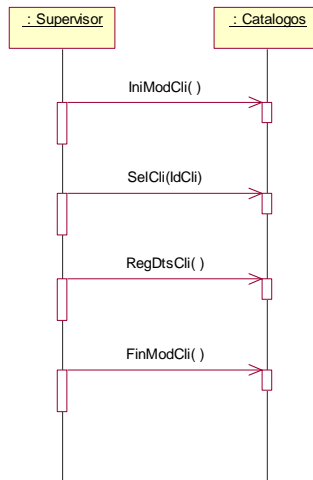 : Supervisor
: Catalogos
IniModCli( )
SelCli(IdCli)
RegDtsCli( )
FinModCli( )